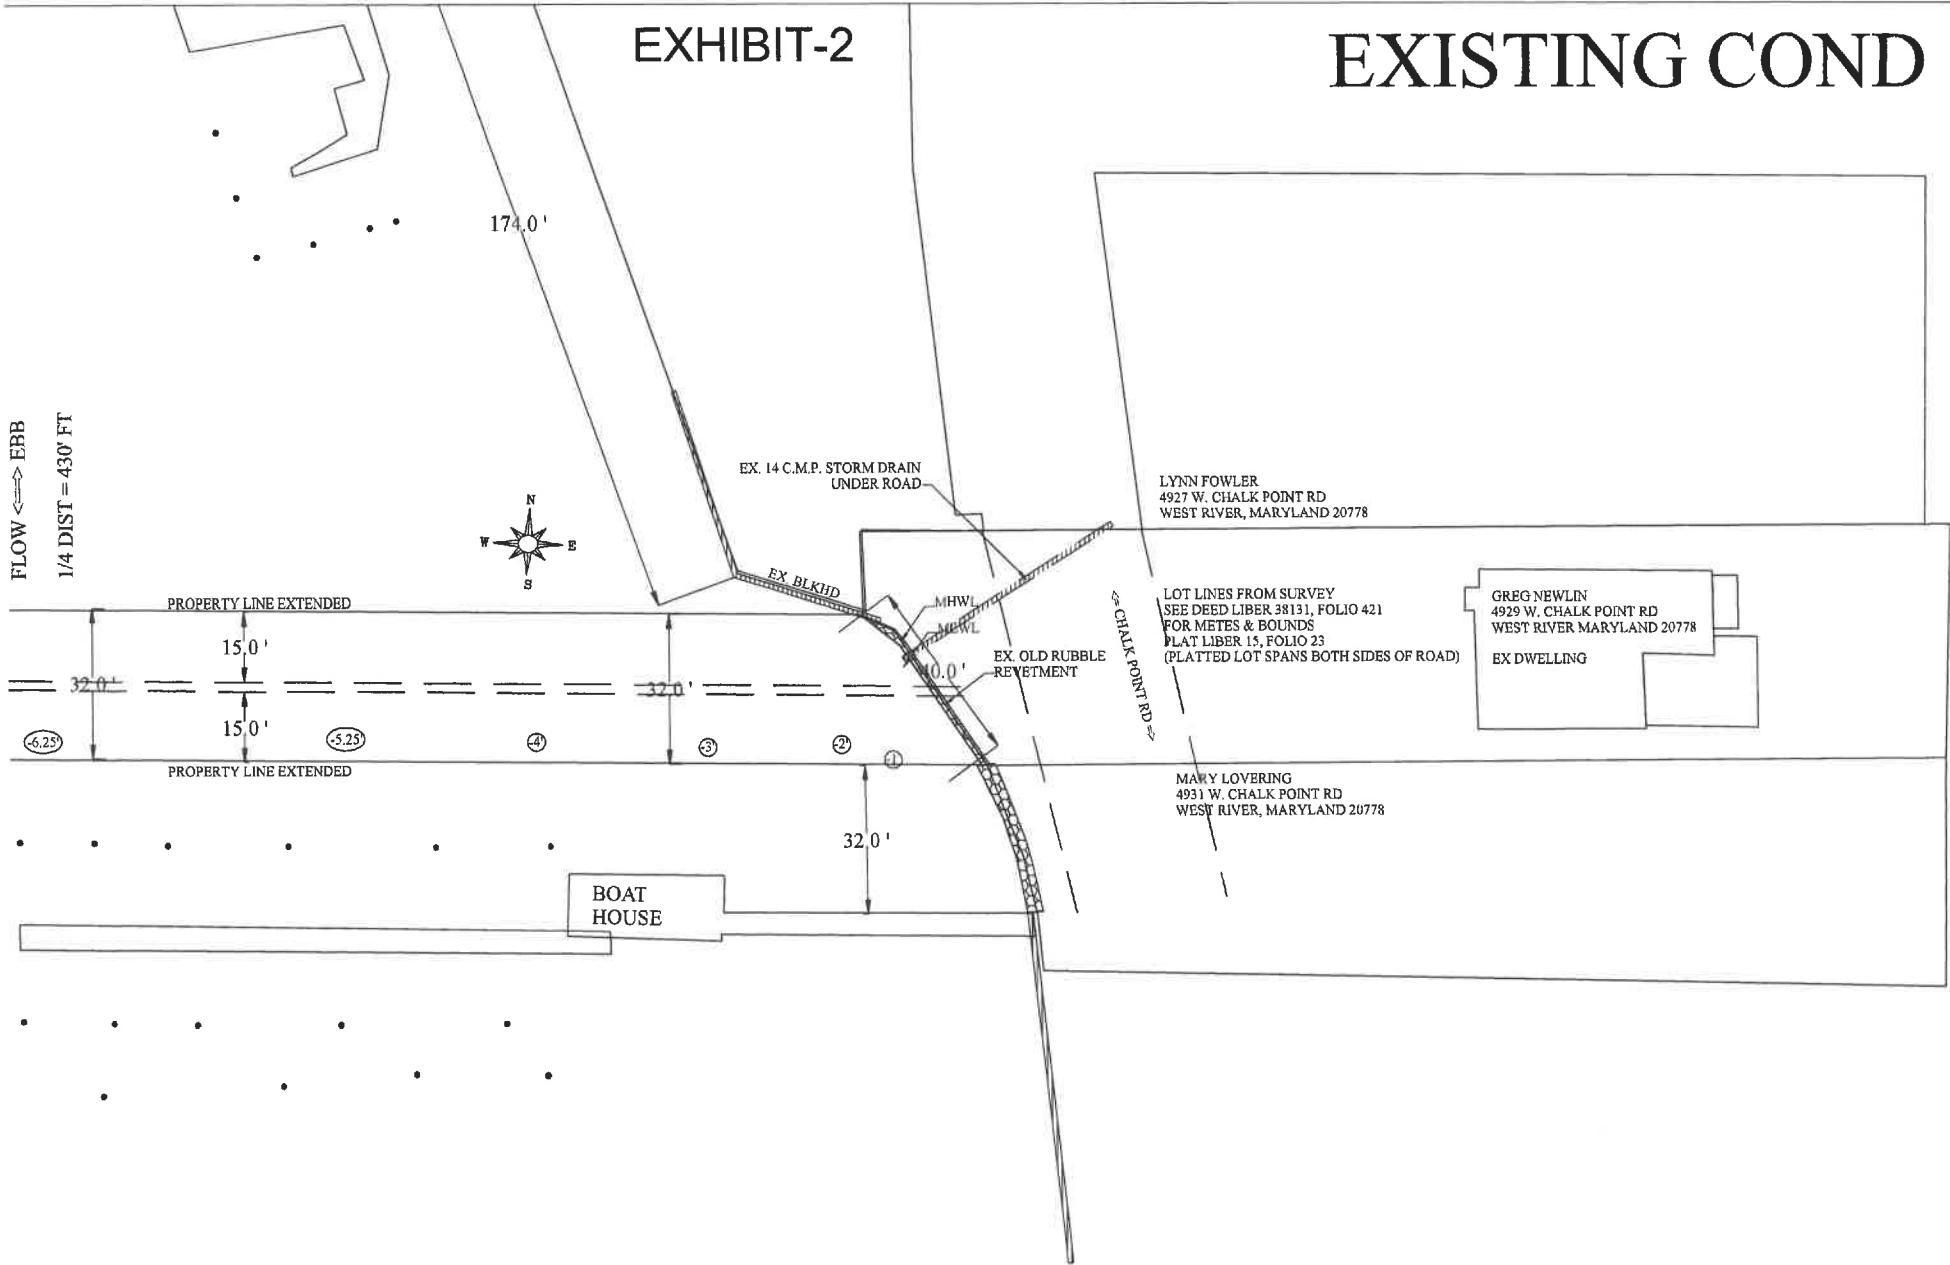 EXHIBIT-2
EXISTING COND
174.0'
FLOW <==> EBB
1/4 DIST = 430' FT
EX. 14 C.M.P. STORM DRAIN
UNDER ROAD
LYNN FOWLER
4927 W. CHALK POINT RD
WEST RIVER, MARYLAND 20778
N
W
E
S
EX. BLKHD
PROPERTY LINE EXTENDED
MHWL
LOT LINES FROM SURVEY
SEE DEED LIBER 38131, FOLIO 421
FOR METES & BOUNDS
PLAT LIBER 15, FOLIO 23
(PLATTED LOT SPANS BOTH SIDES OF ROAD)
GREG NEWLIN
4929 W. CHALK POINT RD
WEST RIVER MARYLAND 20778
EX DWELLING
<= CHALK POINT RD =>
15.0'
EX. OLD RUBBLE
REVETMENT
40.0'
32.0'
32.0'
15.0'
-6.25'
-5.25'
-4'
-3'
-2'
-1
PROPERTY LINE EXTENDED
MARY LOVERING
4931 W. CHALK POINT RD
WEST RIVER, MARYLAND 20778
32.0'
BOAT
HOUSE